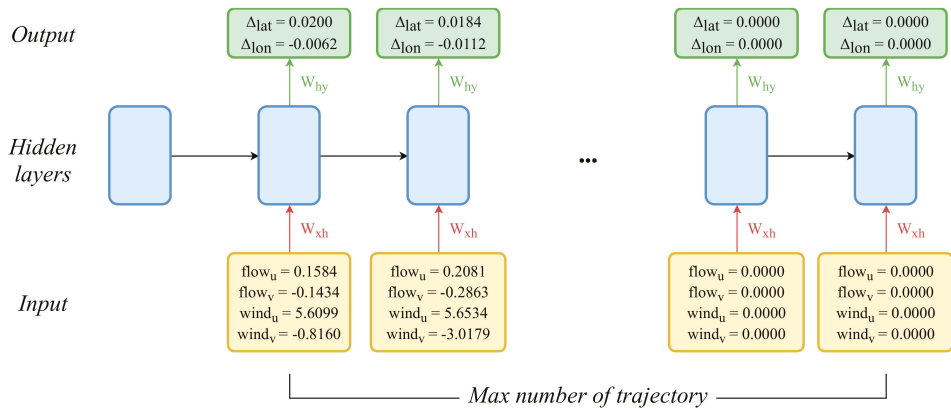 Output
Δlat = 0.0200
Δlon = -0.0062
Δlat = 0.0184
Δlon = -0.0112
Δlat = 0.0000
Δlon = 0.0000
Δlat = 0.0000
Δlon = 0.0000
Why
Why
Why
Why
Hidden
layers
...
Wxh
Wxh
Wxh
Wxh
Input
flowu = 0.1584
flowv = -0.1434
windu = 5.6099
windv = -0.8160
flowu = 0.2081
flowv = -0.2863
windu = 5.6534
windv = -3.0179
flowu = 0.0000
flowv = 0.0000
windu = 0.0000
windv = 0.0000
flowu = 0.0000
flowv = 0.0000
windu = 0.0000
windv = 0.0000
Max number of trajectory